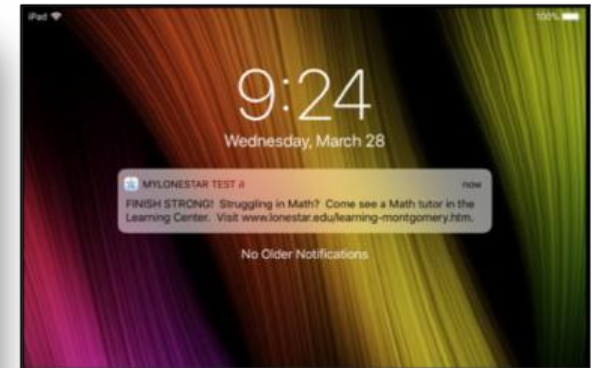 iPad
100%
9:24
Wednesday, March 28
MYLONESTAR TEST now
FINISH STRONG! Struggling in Math? Come see a Math tutor in the
Learning Center. Visit www.lonestar.edu/learning-montgomery.htm.
No Older Notifications